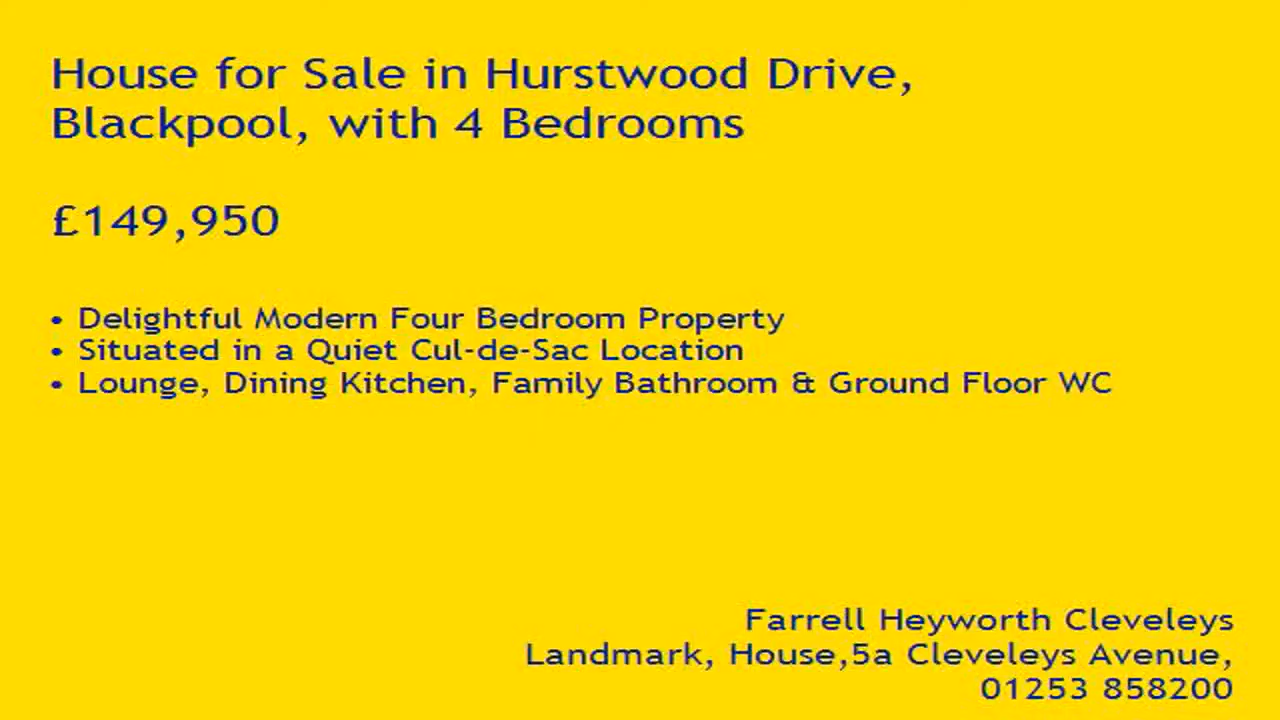 House for Sale in Hurstwood Drive,
Blackpool, with 4 Bedrooms
£149,950
• Delightful Modern Four Bedroom Property
• Situated in a Quiet Cul-de-Sac Location
• Lounge, Dining Kitchen, Family Bathroom & Ground Floor WC
Farrell Heyworth Cleveleys
Landmark, House,5a Cleveleys Avenue,
01253 858200